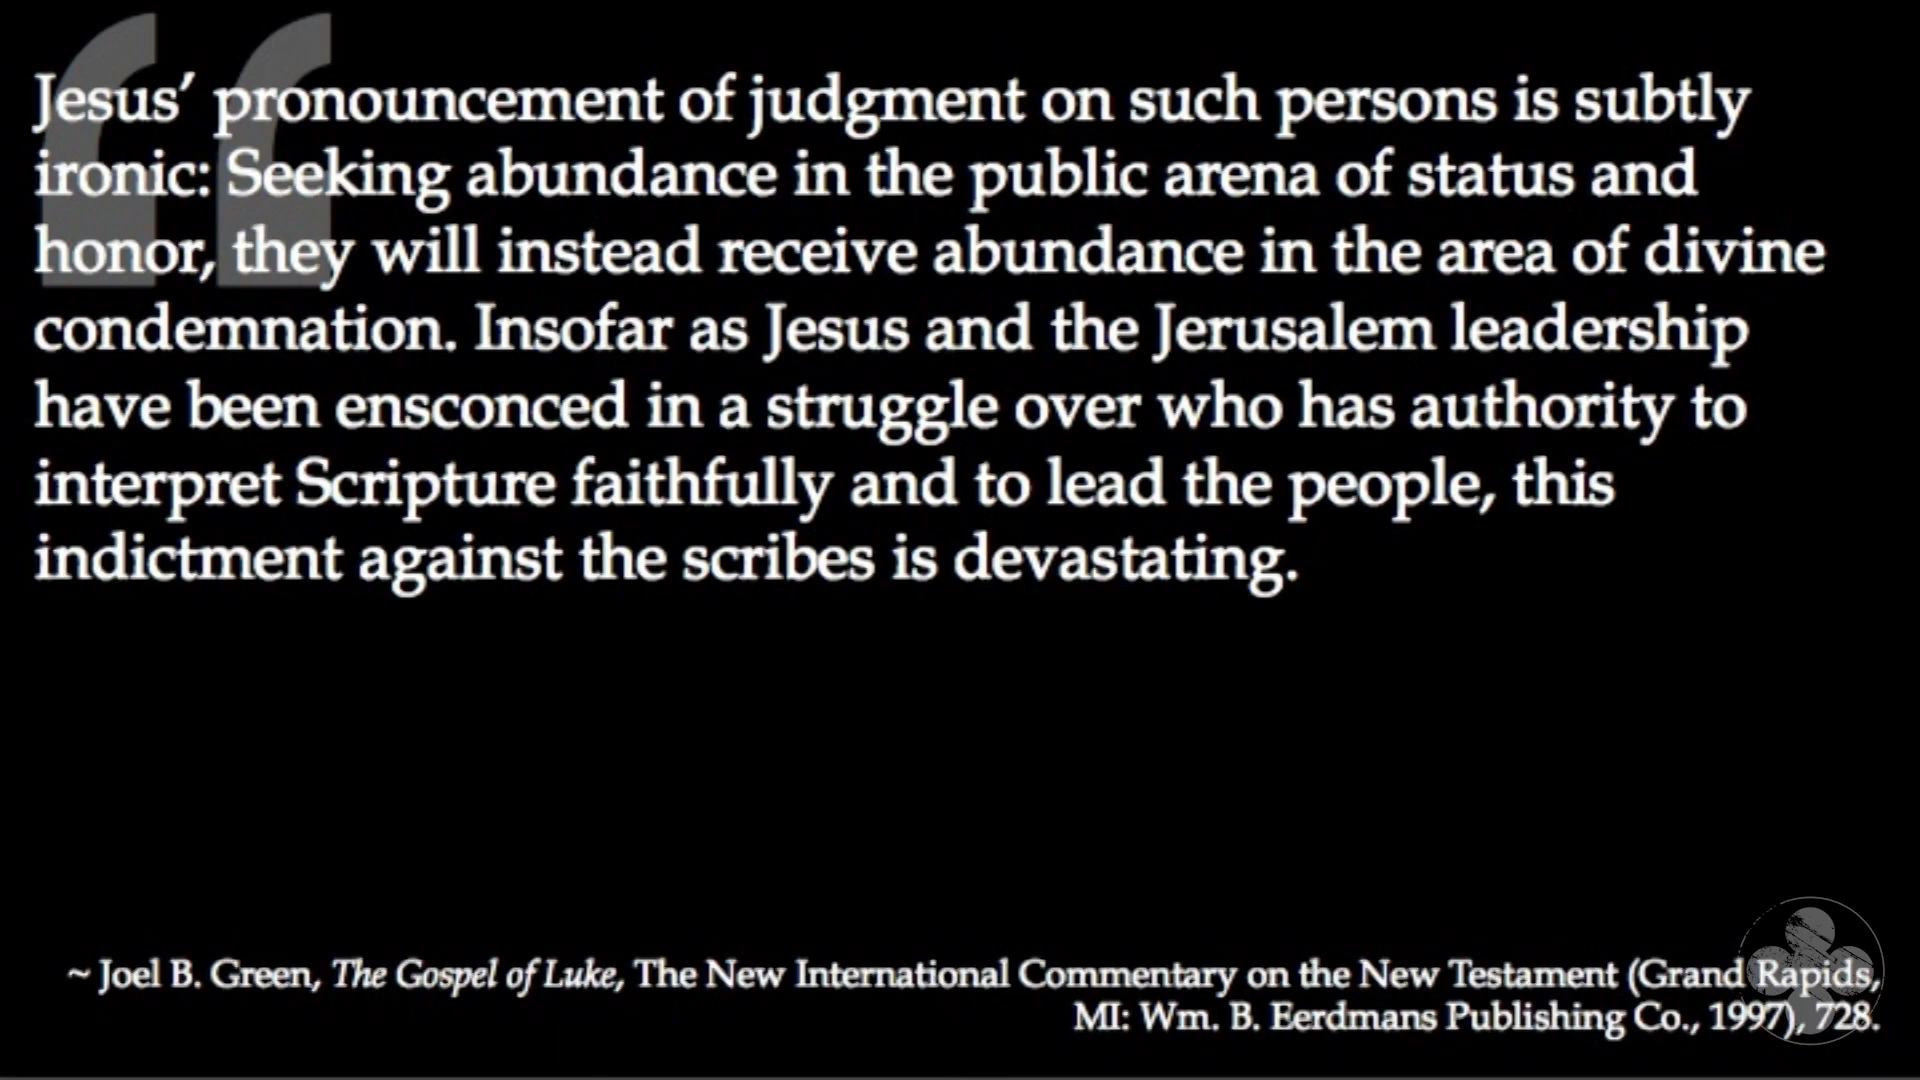 Jesus’ pronouncement of judgment on such persons is subtly
ironic: Seeking abundance in the public arena of status and
honor, they will instead receive abundance in the area of divine
condemnation. Insofar as Jesus and the Jerusalem leadership
have been ensconced in a struggle over who has authority to
interpret Scripture faithfully and to lead the people, this
indictment against the scribes is devastating.
~ Joel B. Green, The Gospel of Luke, The New International Commentary on the New Testament (Grand Rapids,
MI: Wm. B. Eerdmans Publishing Co., 1997), 728.